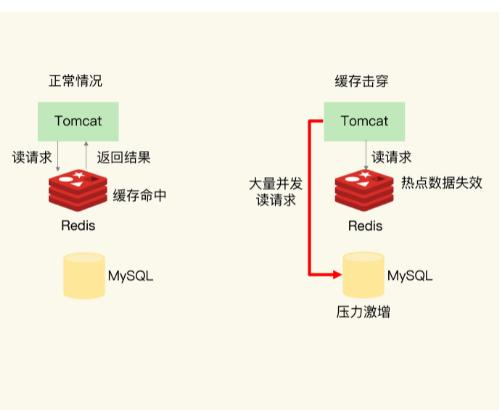 正常情况
Tomcat
读请求
返回结果
缓存命中
Redis
MySQL
缓存击穿
Tomcat
读请求
大量并发
读请求
热点数据失效
Redis
MySQL
压力激增